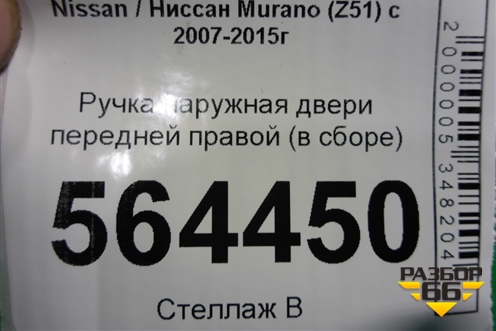 Nissan / Ниссан Murano (Z51) с
2007-2015г
Ручка наружная двери
передней правой (в сборе)
564450
Стеллаж В
2000005348204
РАЗБОР
66